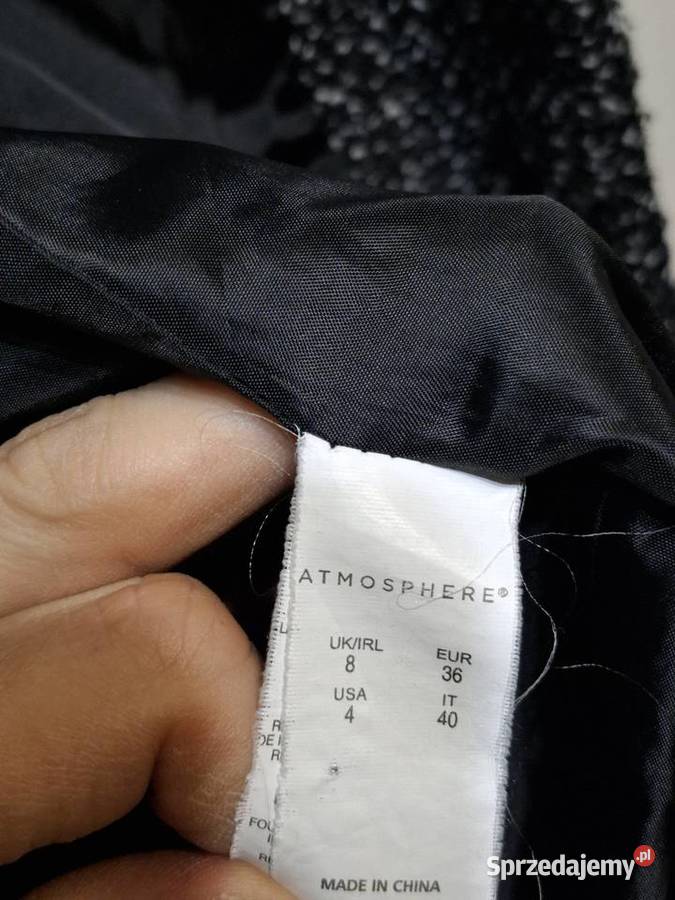 ATMOSPHERE®
UK/IRL EUR
8 36
USA IT
4 40
MADE IN CHINA
Sprzedajemy.pl